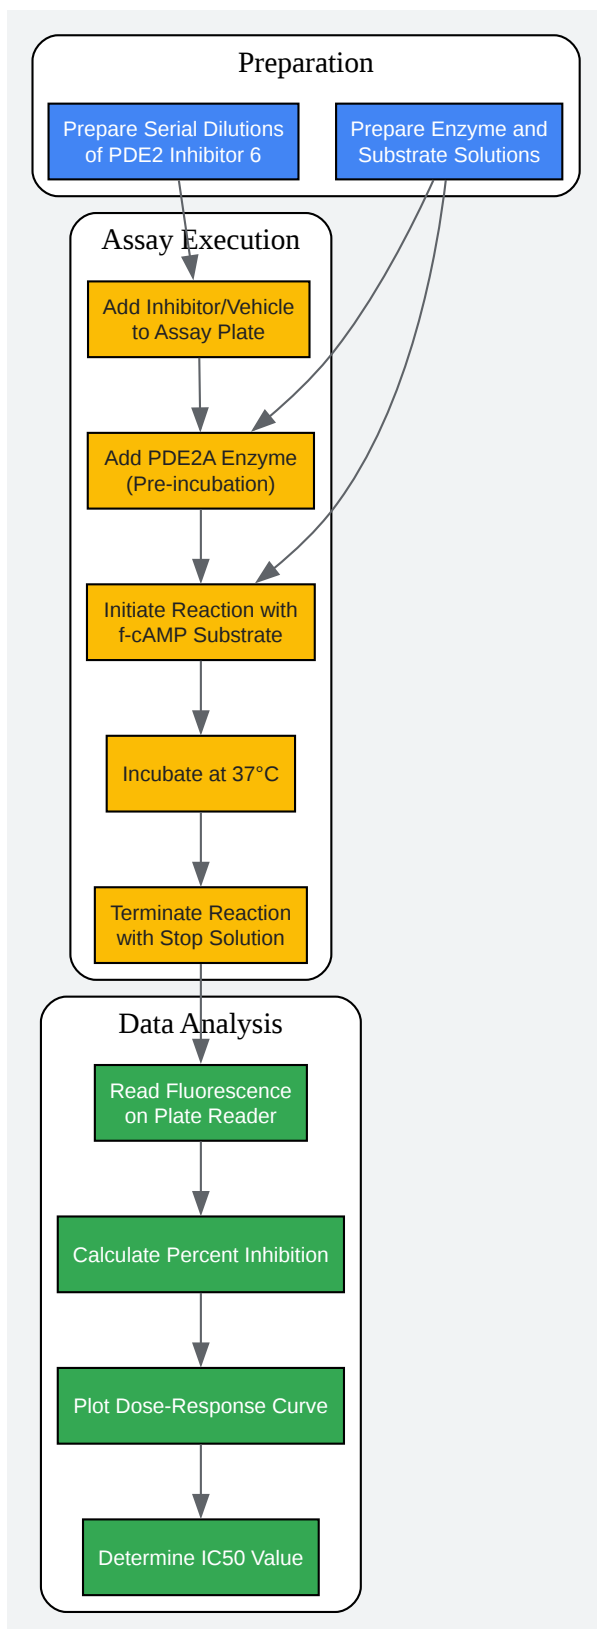 Preparation
Prepare Serial Dilutions
of PDE2 Inhibitor 6
Prepare Enzyme and
Substrate Solutions
Assay Execution
Add Inhibitor/Vehicle
to Assay Plate
Add PDE2A Enzyme
(Pre-incubation)
Initiate Reaction with
f-cAMP Substrate
Incubate at 37°C
Terminate Reaction
with Stop Solution
Data Analysis
Read Fluorescence
on Plate Reader
Calculate Percent Inhibition
Plot Dose-Response Curve
Determine IC50 Value